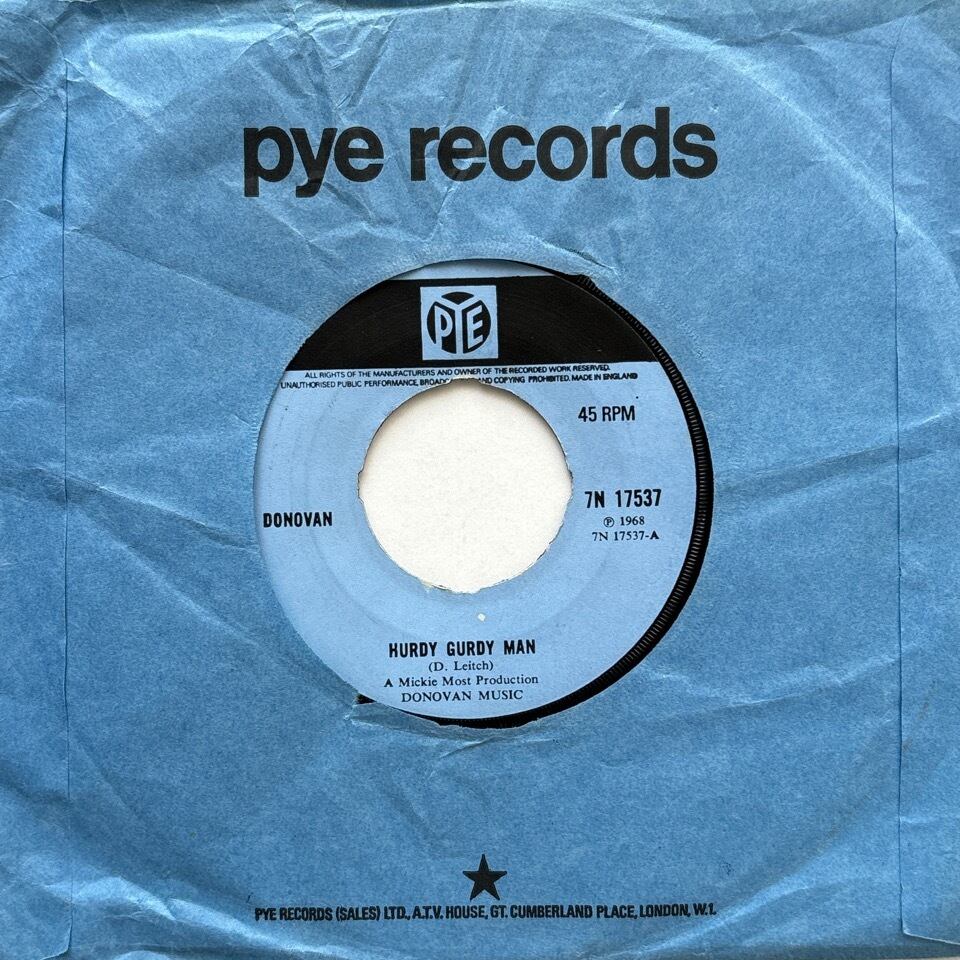 pye records
PYE
ALL RIGHTS OF THE MANUFACTURERS AND OWNER OF THE RECORDED WORK RESERVED.
UNAUTHORISED PUBLIC PERFORMANCE, BROADC AND COPYING PROHIBITED. MADE IN ENGLAND
45 RPM
7N 17537
DONOVAN
℗ 1968
7N 17537-A
HURDY GURDY MAN
(D. Leitch)
A Mickie Most Production
DONOVAN MUSIC
PYE RECORDS (SALES) LTD., A.T.V. HOUSE, GT. CUMBERLAND PLACE, LONDON, W.1.